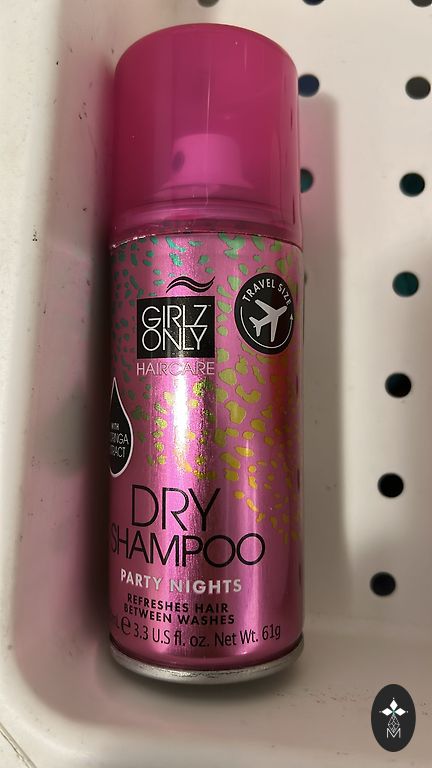 TRAVEL SIZE
GIRLZ
ONLY
HAIRCARE
WITH
DRY
SHAMPOO
PARTY NIGHTS
REFRESHES HAIR
BETWEEN WASHES
L e 3.3 U.S fl. oz. Net Wt. 61g
M